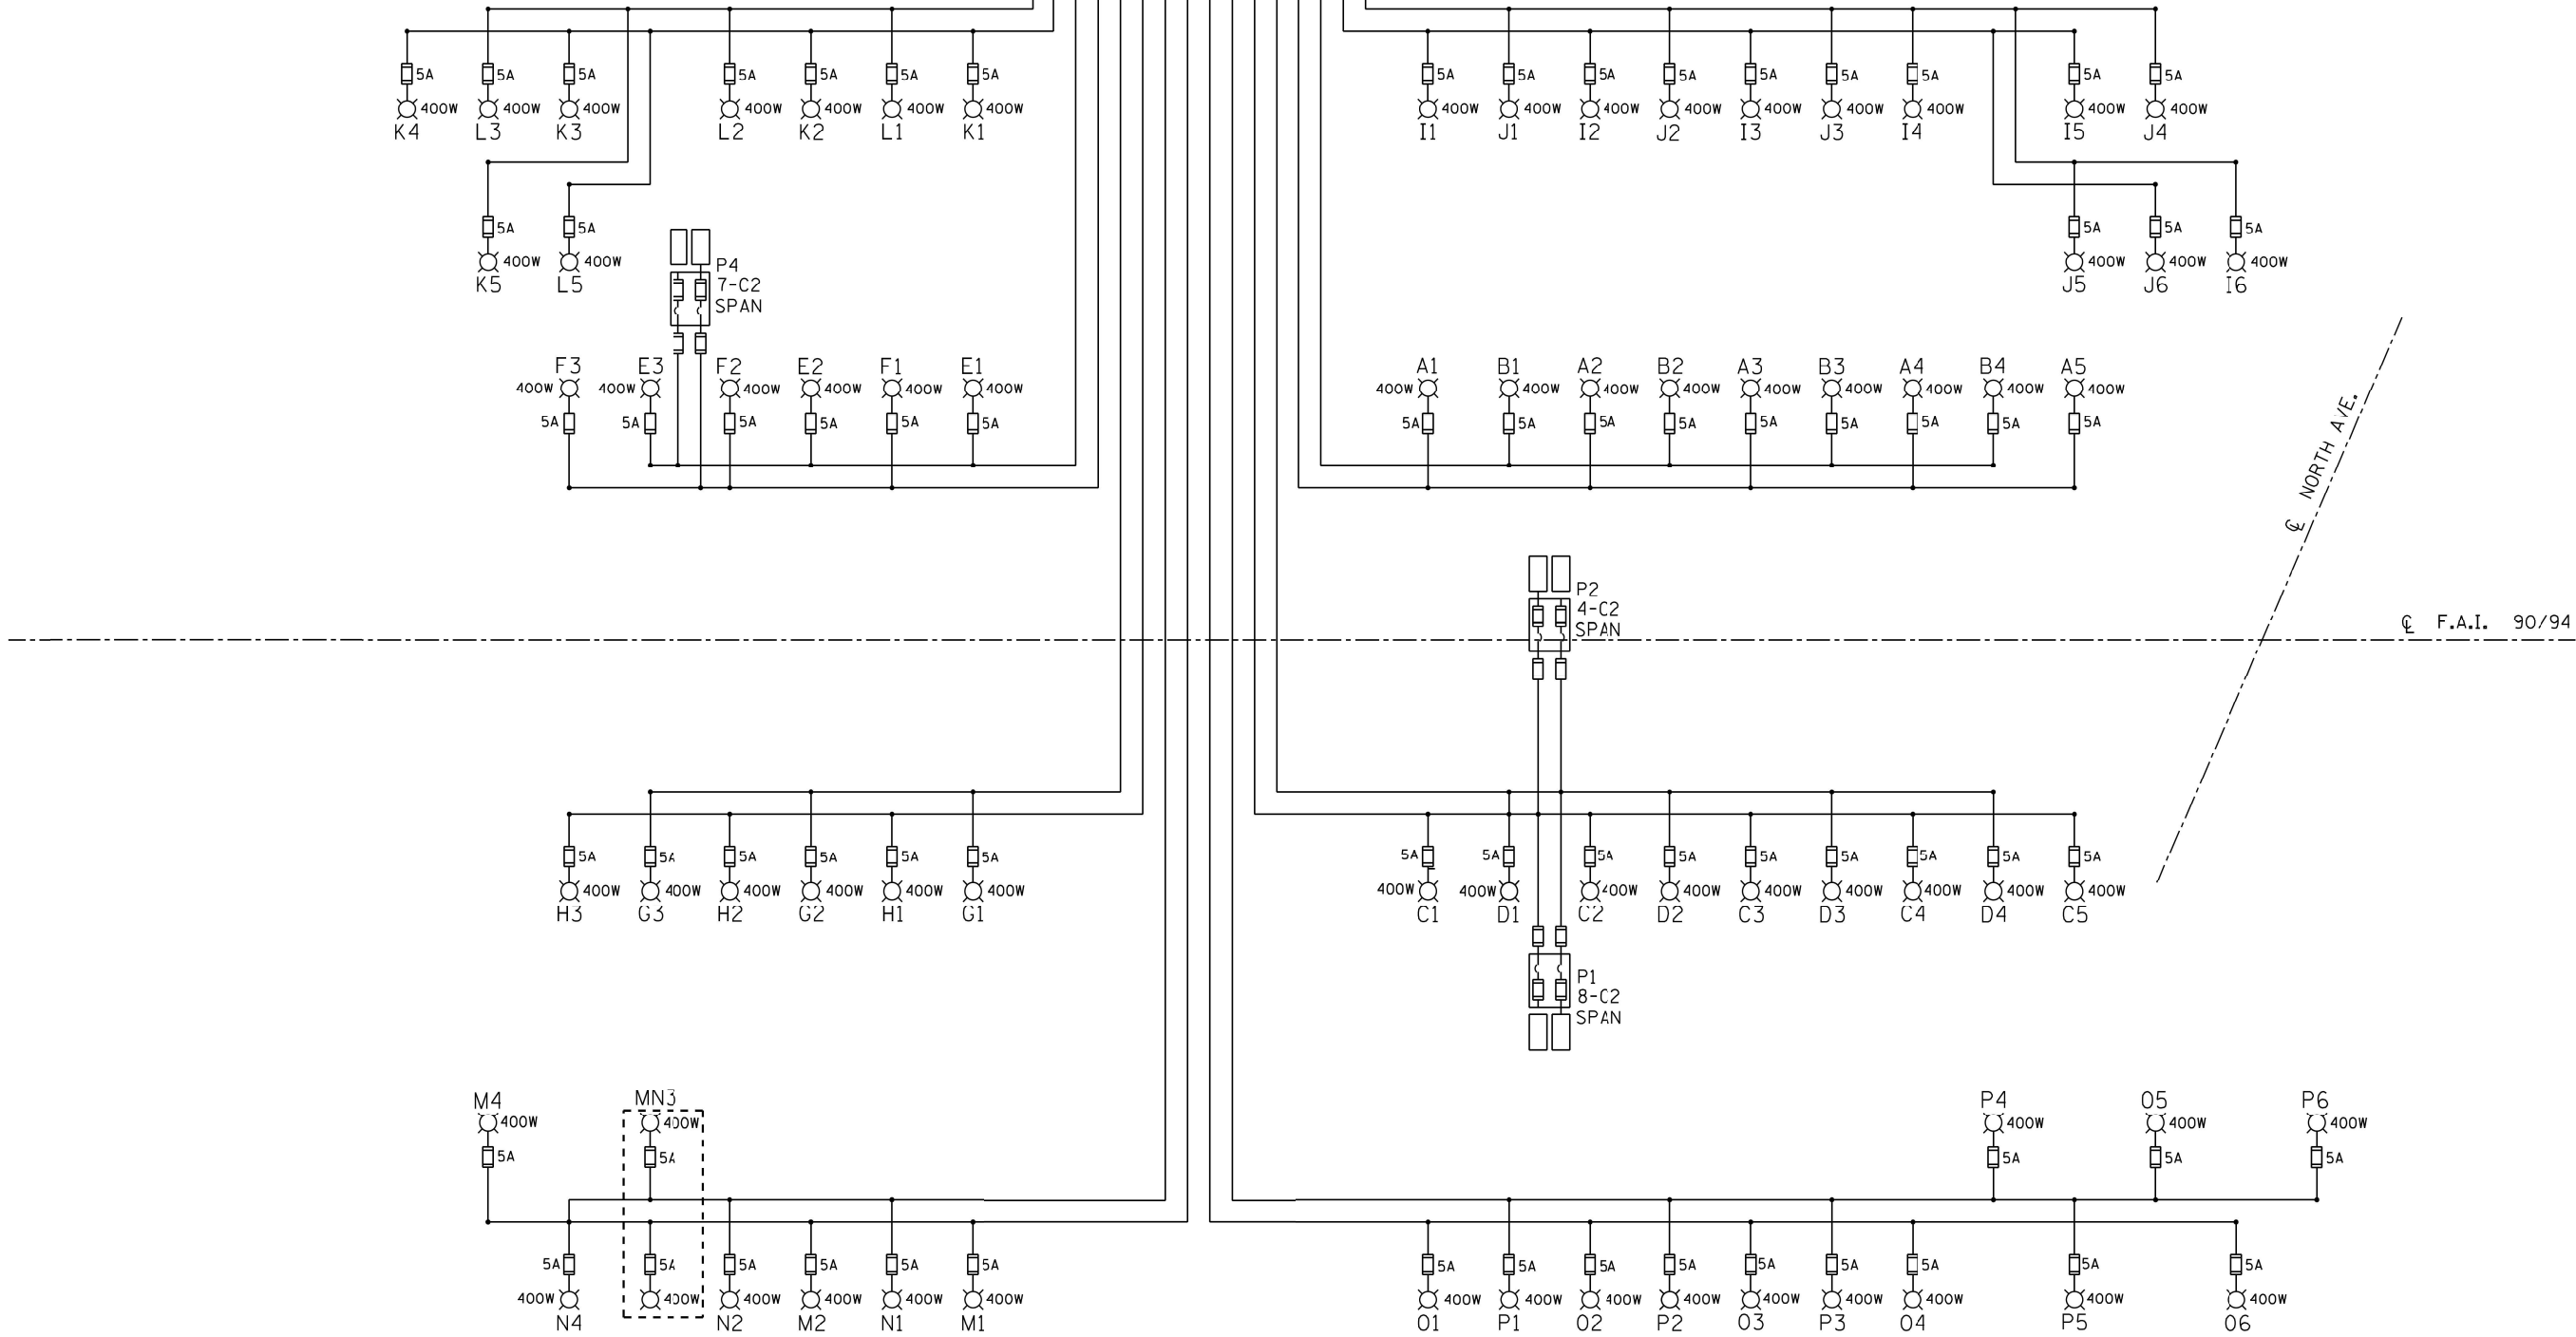 5A 5A 5A 5A 5A 5A 5A 5A 5A 5A 5A 5A 5A 5A 5A 5A
400W 400W 400W 400W 400W 400W 400W 400W 400W 400W 400W 400W 400W 400W 400W 400W
K4 L3 K3 L2 K2 L1 K1 I1 J1 I2 J2 I3 J3 I4 I5 J4
5A 5A 5A 5A 5A
400W 400W 400W 400W 400W
K5 L5 J5 J6 I6
P4
7-C2
SPAN
F3 E3 F2 E2 F1 E1 A1 B1 A2 B2 A3 B3 A4 B4 A5
400W 400W 400W 400W 400W 400W 400W 400W 400W 400W 400W 400W 400W 400W 400W
5A 5A 5A 5A 5A 5A 5A 5A 5A 5A 5A 5A 5A 5A 5A
℄ NORTH AVE.
P2
4-C2
SPAN
℄ F.A.I. 90/94
5A 5A 5A 5A 5A 5A 5A 5A 5A 5A 5A 5A 5A 5A 5A
400W 400W 400W 400W 400W 400W 400W 400W 400W 400W 400W 400W 400W 400W 400W
H3 G3 H2 G2 H1 G1 C1 D1 C2 D2 C3 D3 C4 D4 C5
P1
8-C2
SPAN
M4 MN3 P4 O5 P6
400W 400W 400W 400W 400W
5A 5A 5A 5A 5A
5A 5A 5A 5A 5A 5A 5A 5A 5A 5A 5A 5A 5A 5A 5A
400W 400W 400W 400W 400W 400W 400W 400W 400W 400W 400W 400W 400W 400W 400W
N4 N2 M2 N1 M1 O1 P1 O2 P2 O3 P3 O4 P5 O6